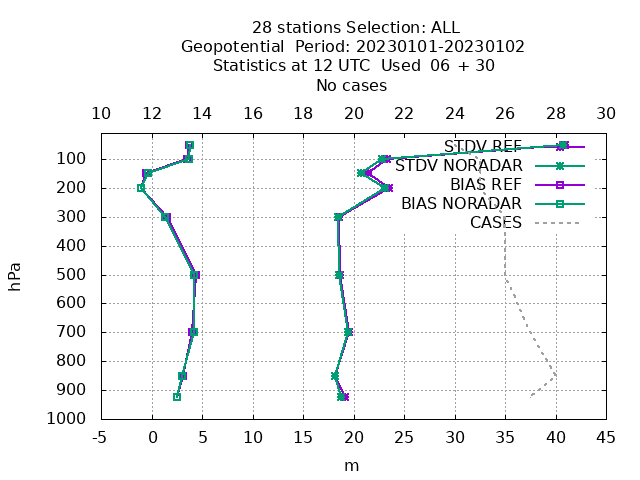 28 stations Selection: ALL
Geopotential  Period: 20230101-20230102
Statistics at 12 UTC  Used  06 + 30
No cases
10 12 14 16 18 20 22 24 26 28 30
STDV REF
STDV NORADAR
BIAS REF
BIAS NORADAR
CASES
hPa
100
200
300
400
500
600
700
800
900
1000
-5 0 5 10 15 20 25 30 35 40 45
m